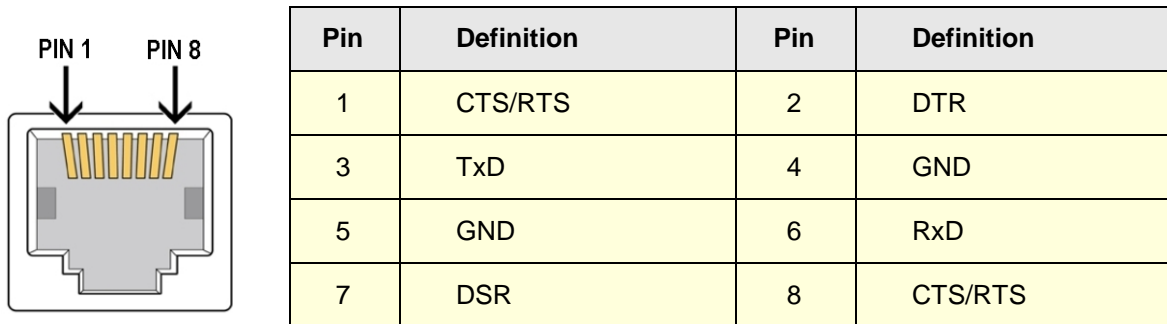 PIN 1 PIN 8
Pin Definition Pin Definition
1 CTS/RTS 2 DTR
3 TxD 4 GND
5 GND 6 RxD
7 DSR 8 CTS/RTS